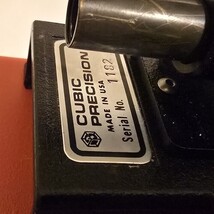 CUBIC
PRECISION
MADE IN USA
Serial No. 1182